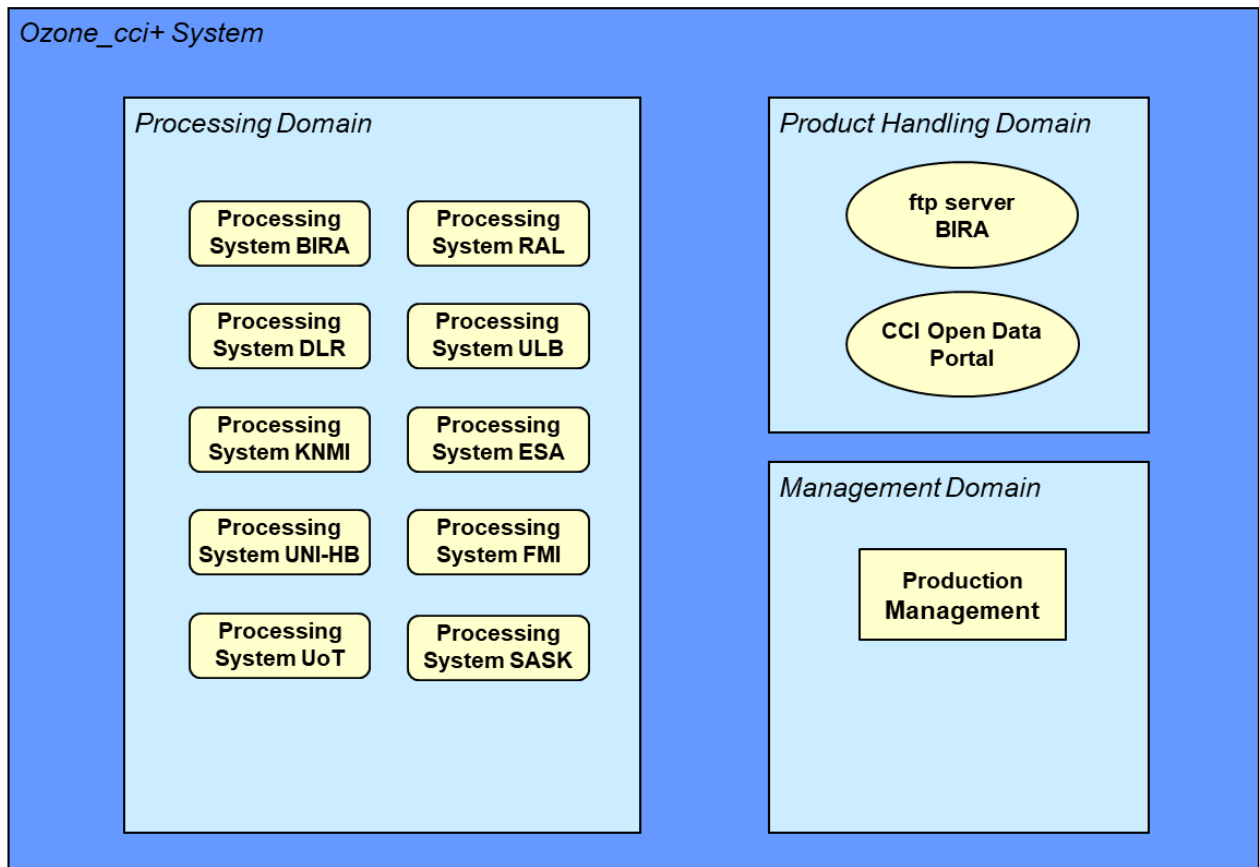 Ozone_cci+ System
Processing Domain
Processing
System BIRA
Processing
System RAL
Processing
System DLR
Processing
System ULB
Processing
System KNMI
Processing
System ESA
Processing
System UNI-HB
Processing
System FMI
Processing
System UoT
Processing
System SASK
Product Handling Domain
ftp server
BIRA
CCI Open Data
Portal
Management Domain
Production
Management